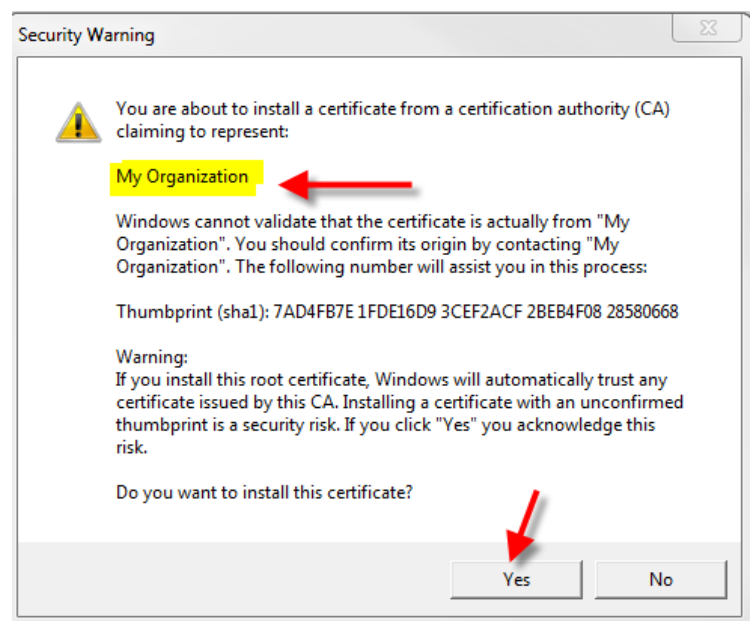 Security Warning
You are about to install a certificate from a certification authority (CA)
claiming to represent:
My Organization
Windows cannot validate that the certificate is actually from "My
Organization". You should confirm its origin by contacting "My
Organization". The following number will assist you in this process:
Thumbprint (sha1): 7AD4FB7E 1FDE16D9 3CEF2ACF 2BEB4F08 28580668
Warning:
If you install this root certificate, Windows will automatically trust any
certificate issued by this CA. Installing a certificate with an unconfirmed
thumbprint is a security risk. If you click "Yes" you acknowledge this
risk.
Do you want to install this certificate?
Yes
No